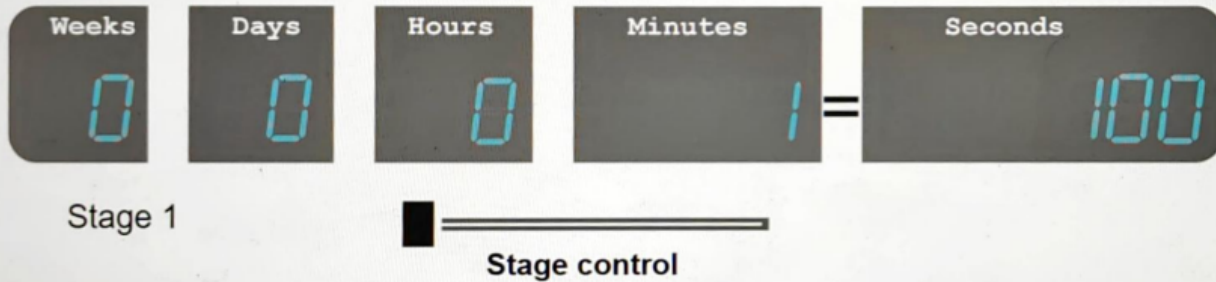 Weeks Days Hours Minutes Seconds
0 0 0 1 = 100
Stage 1
Stage control